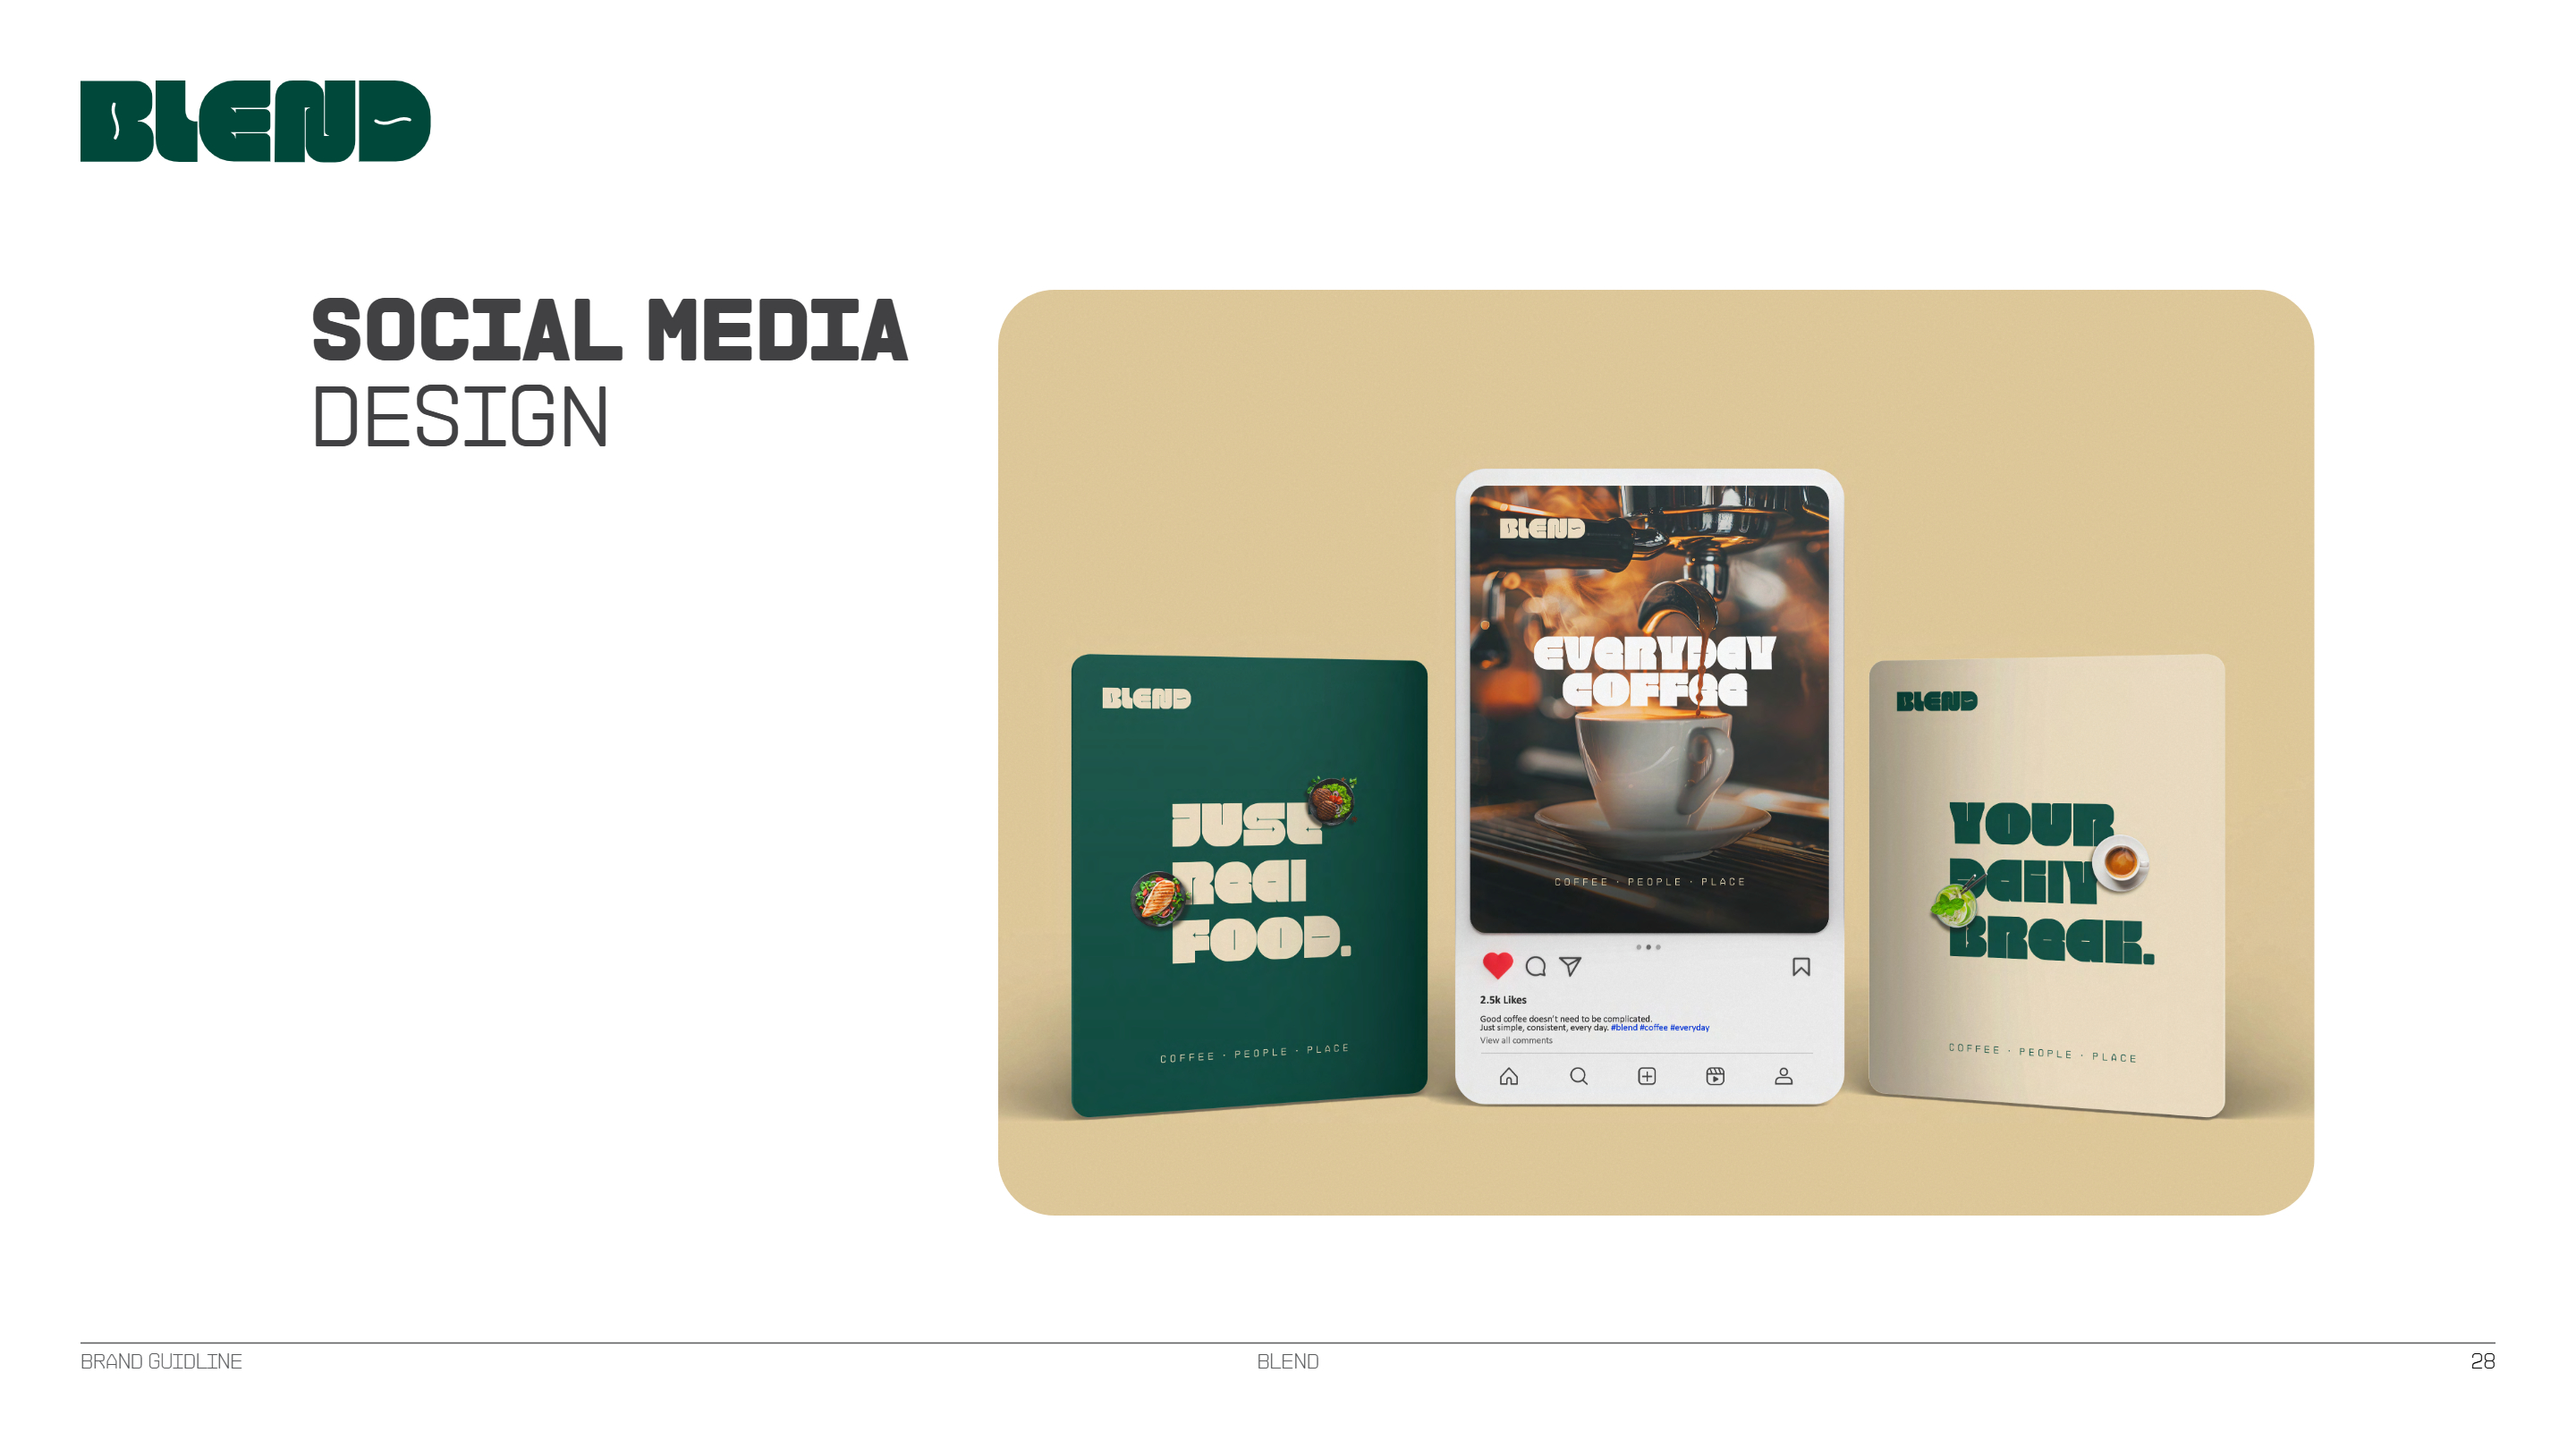 BLEND
SOCIAL MEDIA
DESIGN
BLEND
JUST
REAL
FOOD.
COFFEE · PEOPLE · PLACE
BLEND
EVERYDAY
COFFEE
COFFEE · PEOPLE · PLACE
2.5k Likes
Good coffee doesn't need to be complicated.
Just simple, consistent, every day. #blend #coffee #everyday
View all comments
BLEND
YOUR
DAILY
BREAK.
COFFEE · PEOPLE · PLACE
BRAND GUIDLINE
BLEND
28